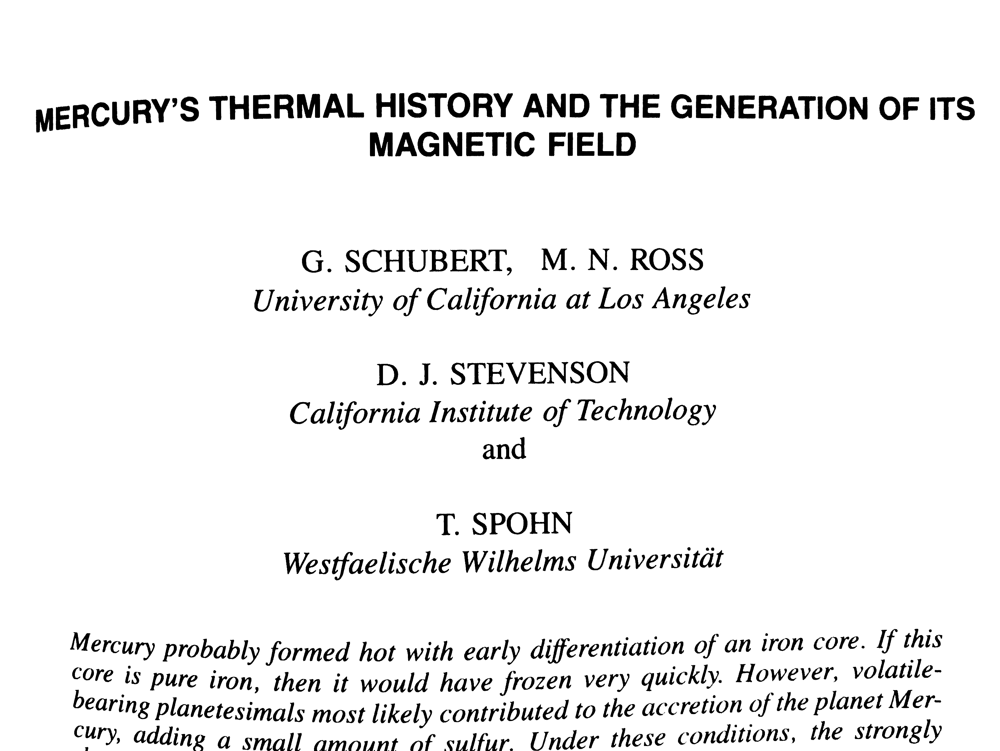 MERCURY'S THERMAL HISTORY AND THE GENERATION OF ITS
MAGNETIC FIELD
G. SCHUBERT, M. N. ROSS
University of California at Los Angeles
D. J. STEVENSON
California Institute of Technology
and
T. SPOHN
Westfaelische Wilhelms Universität
Mercury probably formed hot with early differentiation of an iron core. If this
core is pure iron, then it would have frozen very quickly. However, volatile-
bearing planetesimals most likely contributed to the accretion of the planet Mer-
cury, adding a small amount of sulfur. Under these conditions, the strongly